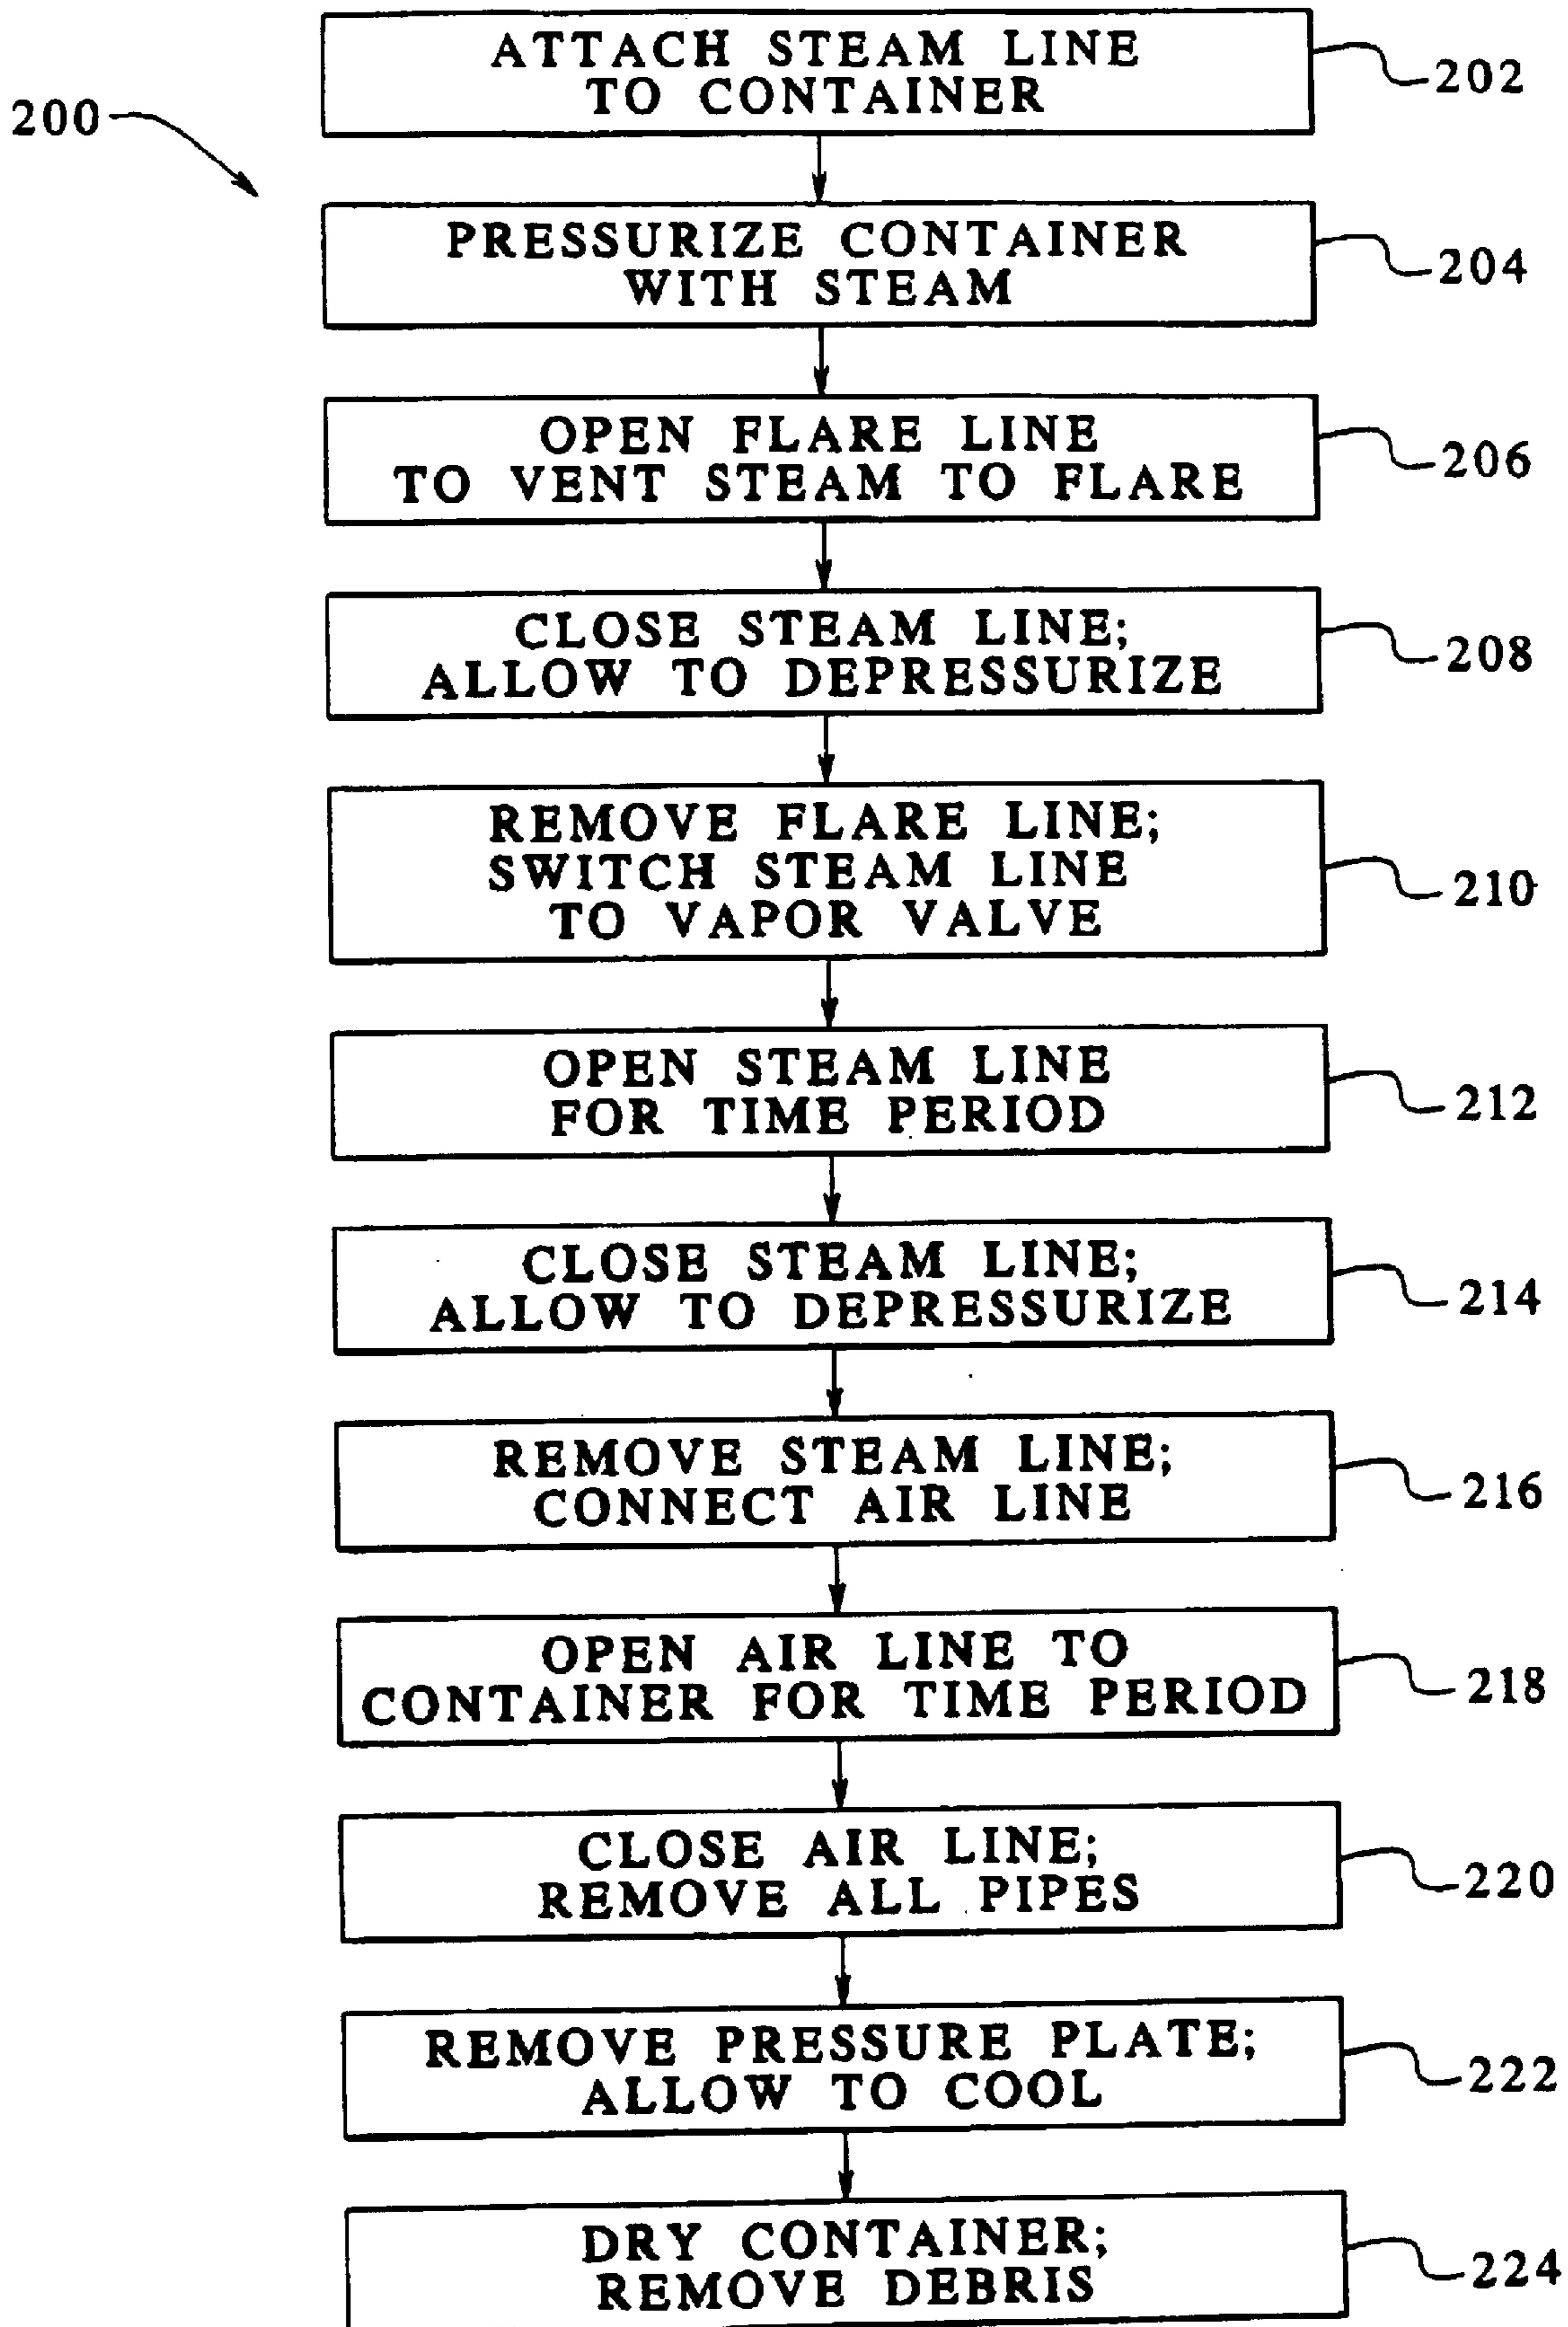 ATTACH STEAM LINE
TO CONTAINER
202
200
PRESSURIZE CONTAINER
WITH STEAM
204
OPEN FLARE LINE
TO VENT STEAM TO FLARE
206
CLOSE STEAM LINE;
ALLOW TO DEPRESSURIZE
208
REMOVE FLARE LINE;
SWITCH STEAM LINE
TO VAPOR VALVE
210
OPEN STEAM LINE
FOR TIME PERIOD
212
CLOSE STEAM LINE;
ALLOW TO DEPRESSURIZE
214
REMOVE STEAM LINE;
CONNECT AIR LINE
216
OPEN AIR LINE TO
CONTAINER FOR TIME PERIOD
218
CLOSE AIR LINE;
REMOVE ALL PIPES
220
REMOVE PRESSURE PLATE;
ALLOW TO COOL
222
DRY CONTAINER;
REMOVE DEBRIS
224